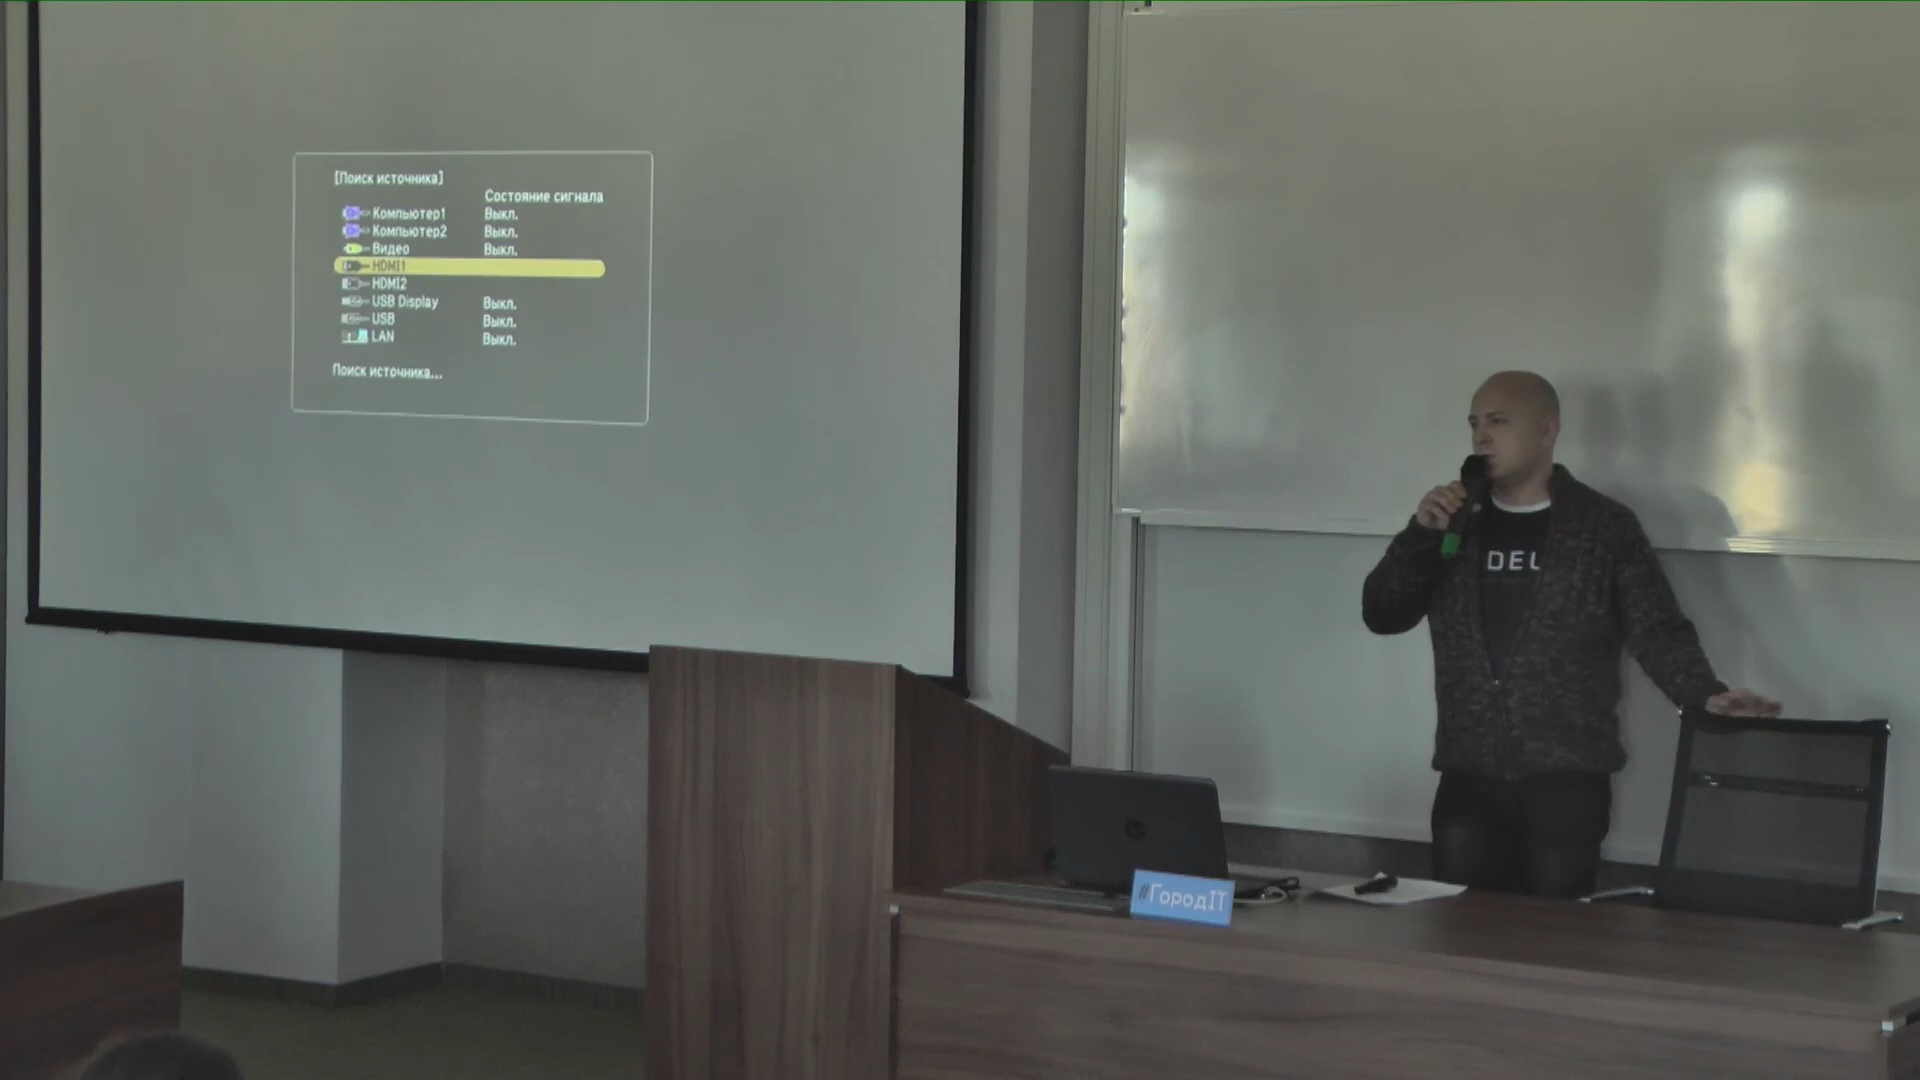 [Поиск источника]
Состояние сигнала
Компьютер1 Выкл.
Компьютер2 Выкл.
Видео Выкл.
HDMI1
HDMI2
USB Display Выкл.
USB Выкл.
LAN Выкл.
Поиск источника...
DEL
#ГородIT
hp